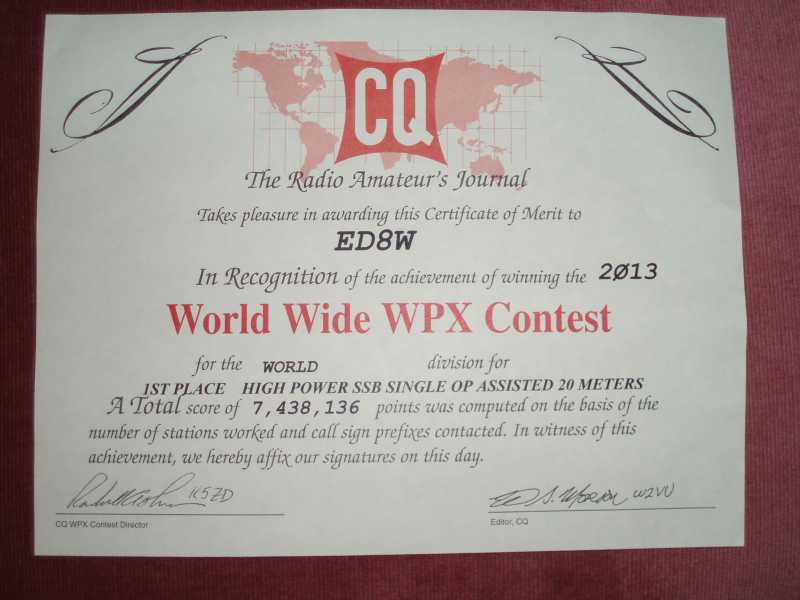 CQ
The Radio Amateur's Journal
Takes pleasure in awarding this Certificate of Merit to
ED8W
In Recognition of the achievement of winning the 2Ø13
World Wide WPX Contest
for the WORLD division for
1ST PLACE HIGH POWER SSB SINGLE OP ASSISTED 20 METERS
A Total score of 7,438,136 points was computed on the basis of the
number of stations worked and call sign prefixes contacted. In witness of this
achievement, we hereby affix our signatures on this day.
K5ZD W2VU
CQ WPX Contest Director Editor, CQ